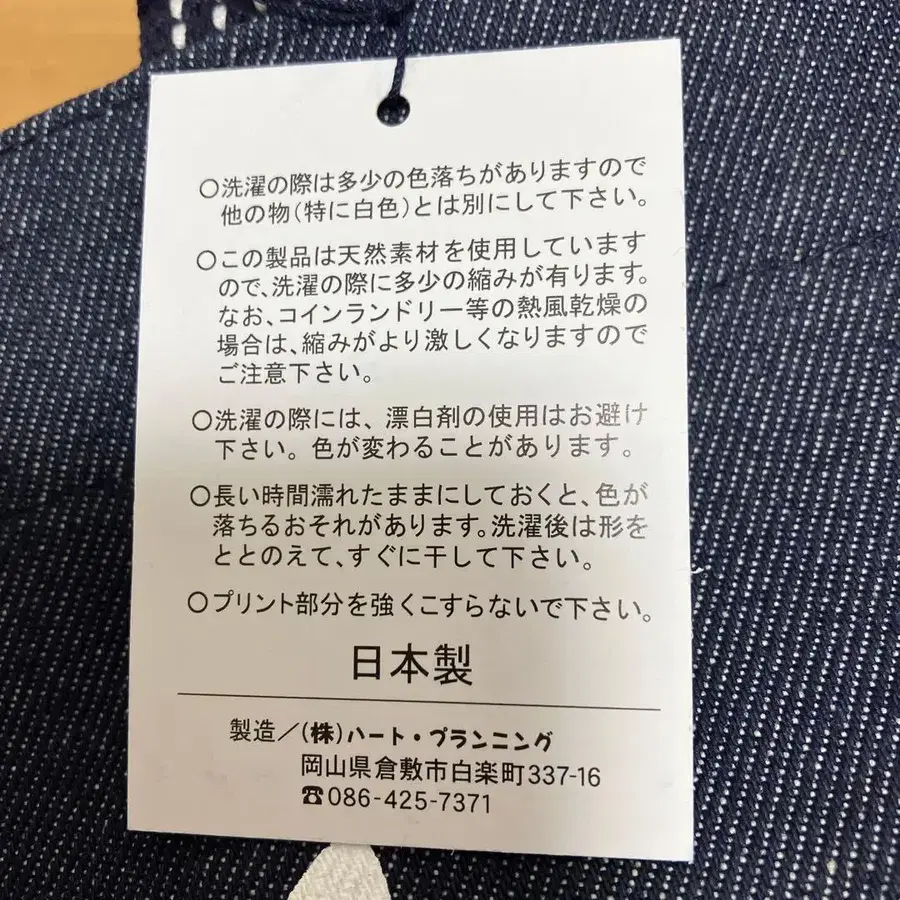 ○洗濯の際は多少の色落ちがありますので
他の物(特に白色)とは別にして下さい。
○この製品は天然素材を使用しています
ので、洗濯の際に多少の縮みが有ります。
なお、コインランドリー等の熱風乾燥の
場合は、縮みがより激しくなりますので
ご注意下さい。
○洗濯の際には、漂白剤の使用はお避け
下さい。色が変わることがあります。
○長い時間濡れたままにしておくと、色が
落ちるおそれがあります。洗濯後は形を
ととのえて、すぐに干して下さい。
○プリント部分を強くこすらないで下さい。
日本製
製造/(株)ハート・プランニング
岡山県倉敷市白楽町337-16
☎086-425-7371